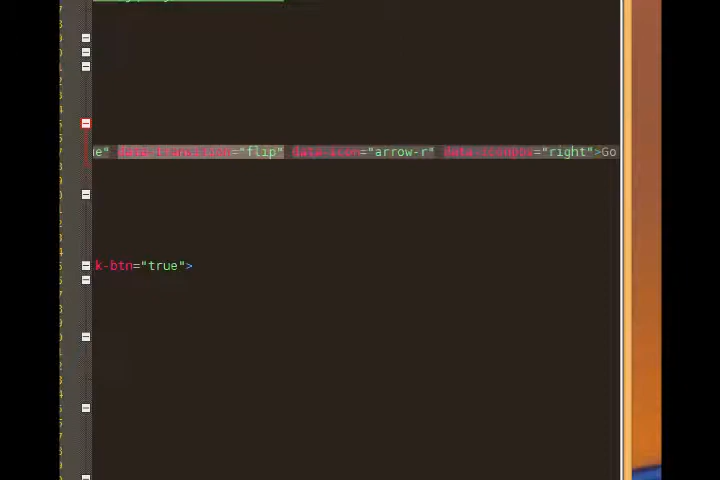 e" data-transition="flip" data-icon="arrow-r" data-iconpos="right">Go
k-btn="true">